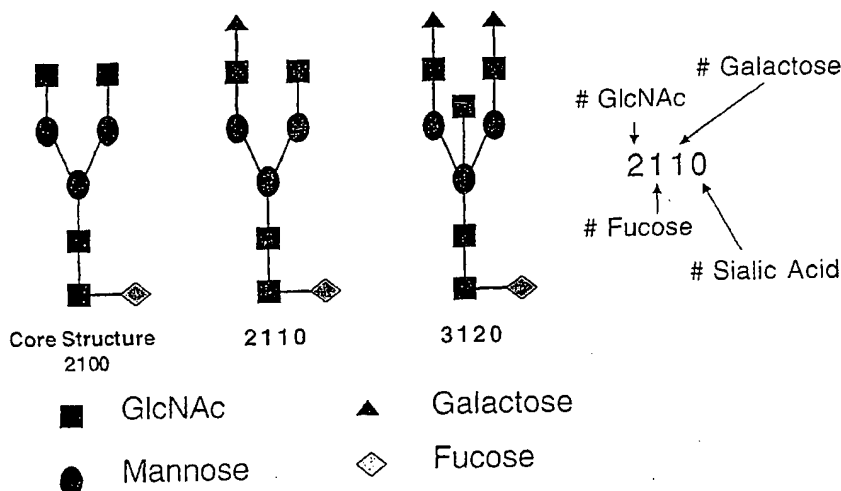 # Galactose
# GlcNAc
2110
# Fucose
# Sialic Acid
Core Structure
2100
2110
3120
GlcNAc
Galactose
Mannose
Fucose